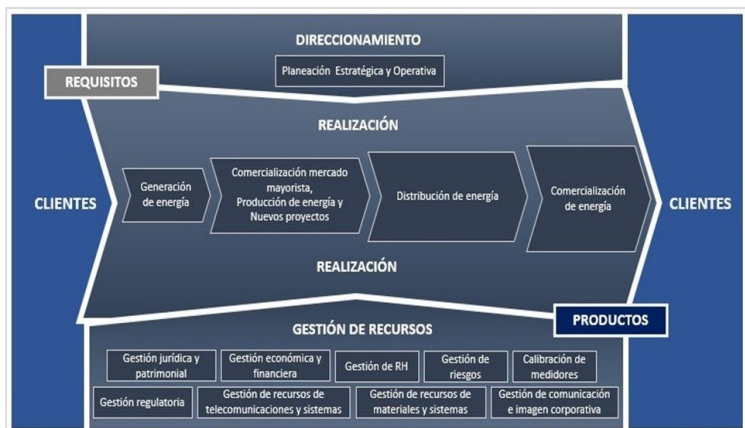 DIRECCIONAMIENTO
Planeación Estratégica y Operativa
REQUISITOS
REALIZACIÓN
CLIENTES
Generación
de energía
Comercialización mercado
mayorista,
Producción de energía y
Nuevos proyectos
Distribución de energía
Comercialización
de energía
CLIENTES
REALIZACIÓN
PRODUCTOS
GESTIÓN DE RECURSOS
Gestión jurídica y
patrimonial
Gestión económica y
financiera
Gestión de RH
Gestión de
riesgos
Calibración de
medidores
Gestión regulatoria
Gestión de recursos de
telecomunicaciones y sistemas
Gestión de recursos de
materiales y sistemas
Gestión de comunicación
e imagen corporativa